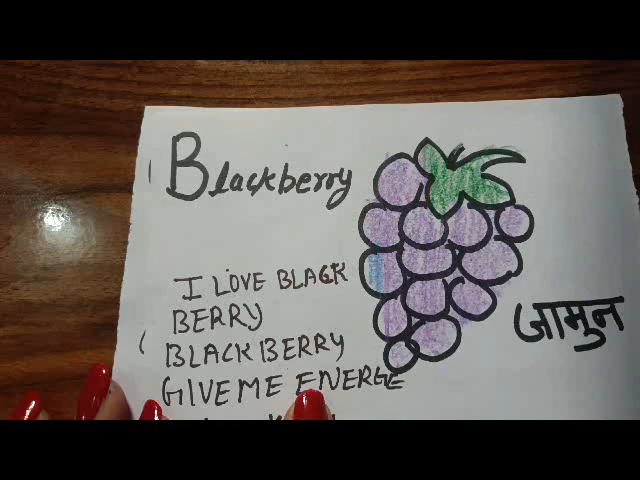 Blackberry
I LOVE BLACK
BERRY
BLACKBERRY
GIVE ME ENERGE
जामुन